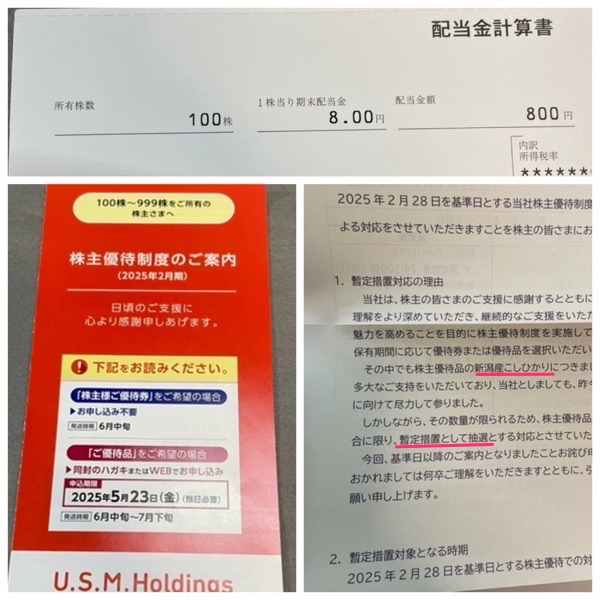 配当金計算書
所有株数
100株
1株当り期末配当金
8.00円
配当金額
800円
内訳
所得税率
*******
100株～999株をご所有の
株主さまへ
株主優待制度のご案内
(2025年2月期)
日頃のご支援に
心より感謝申しあげます。
! 下記をお読みください。
「株主様ご優待券」をご希望の場合
▶お申し込み不要
発送時期 6月中旬
「ご優待品」をご希望の場合
▶同封のハガキまたはWEBでお申し込み
申込期限
2025年5月23日(金)(当日必着)
発送時期 6月中旬～7月下旬
U.S.M.Holdings
2025年2月28日を基準日とする当社株主優待制度
よる対応をさせていただきますことを株主の皆さまにお
1. 暫定措置対応の理由
当社は、株主の皆さまのご支援に感謝するとともに
理解をより深めていただき、継続的なご支援をいただ
魅力を高めることを目的に株主優待制度を実施して
保有期間に応じて優待券または優待品を選択いただい
その中でも株主優待品の新潟産こしひかりにつきまし
多大なご支持をいただいており、当社としましても、昨今
に向けて尽力して参りました。
しかしながら、その数量が限られるため、株主優待品
合に限り、暫定措置として抽選とする対応とさせていた
今回、基準日以降のご案内となりましたことお詫び申
おかれましては何卒ご理解をいただきますとともに、引
願い申し上げます。
2. 暫定措置対象となる時期
2025年2月28日を基準日とする株主優待での対